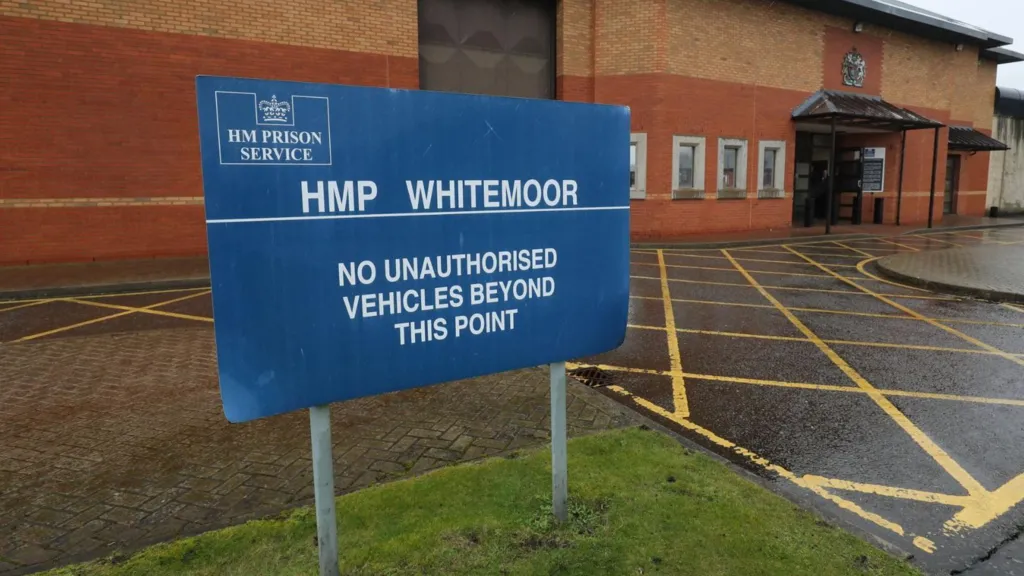 HM PRISON
SERVICE
HMP WHITEMOOR
NO UNAUTHORISED
VEHICLES BEYOND
THIS POINT